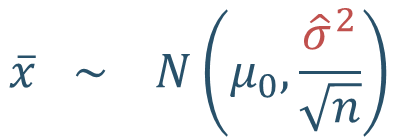 x̄ ~ N(μ₀, σ̂²/√n)